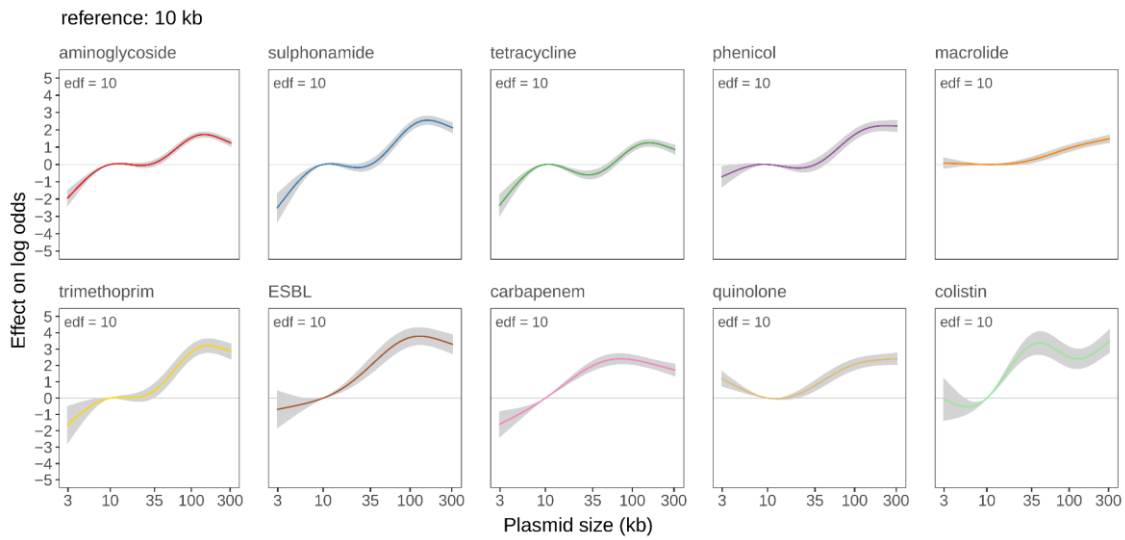 reference: 10 kb
aminoglycoside sulphonamide tetracycline phenicol macrolide
edf = 10 edf = 10 edf = 10 edf = 10 edf = 10
5
4
3
2
1
0
−1
−2
−3
−4
−5
Effect on log odds
trimethoprim ESBL carbapenem quinolone colistin
edf = 10 edf = 10 edf = 10 edf = 10 edf = 10
5
4
3
2
1
0
−1
−2
−3
−4
−5
3 10 35 100 300 3 10 35 100 300 3 10 35 100 300 3 10 35 100 300 3 10 35 100 300
Plasmid size (kb)